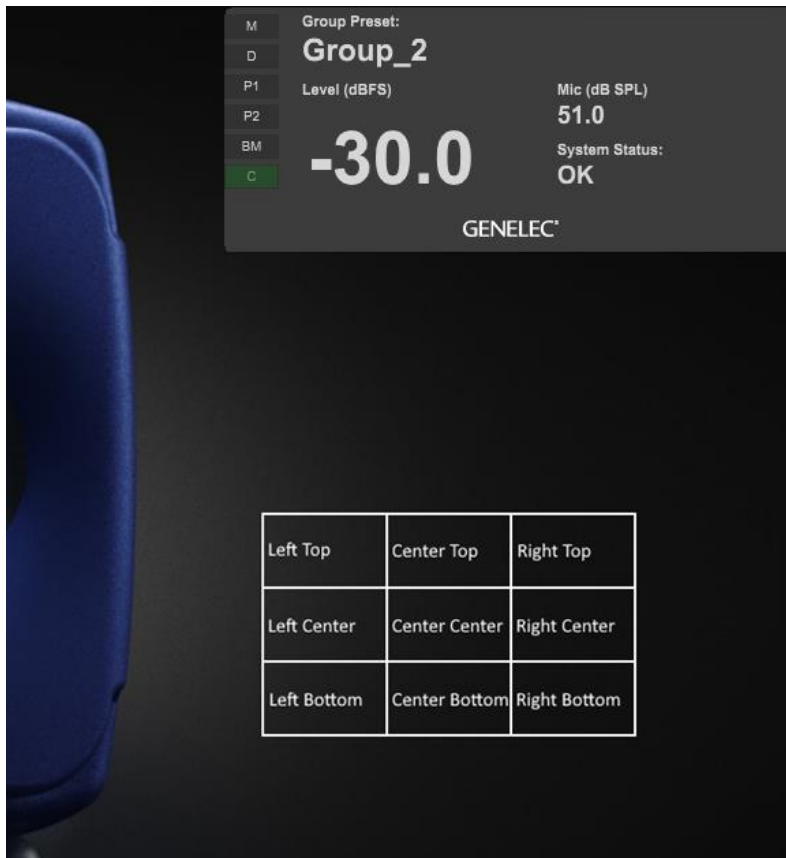 M
D
P1
P2
BM
C
Group Preset:
Group_2
Level (dBFS)
-30.0
Mic (dB SPL)
51.0
System Status:
OK
GENELEC®
Left Top Center Top Right Top
Left Center Center Center Right Center
Left Bottom Center Bottom Right Bottom